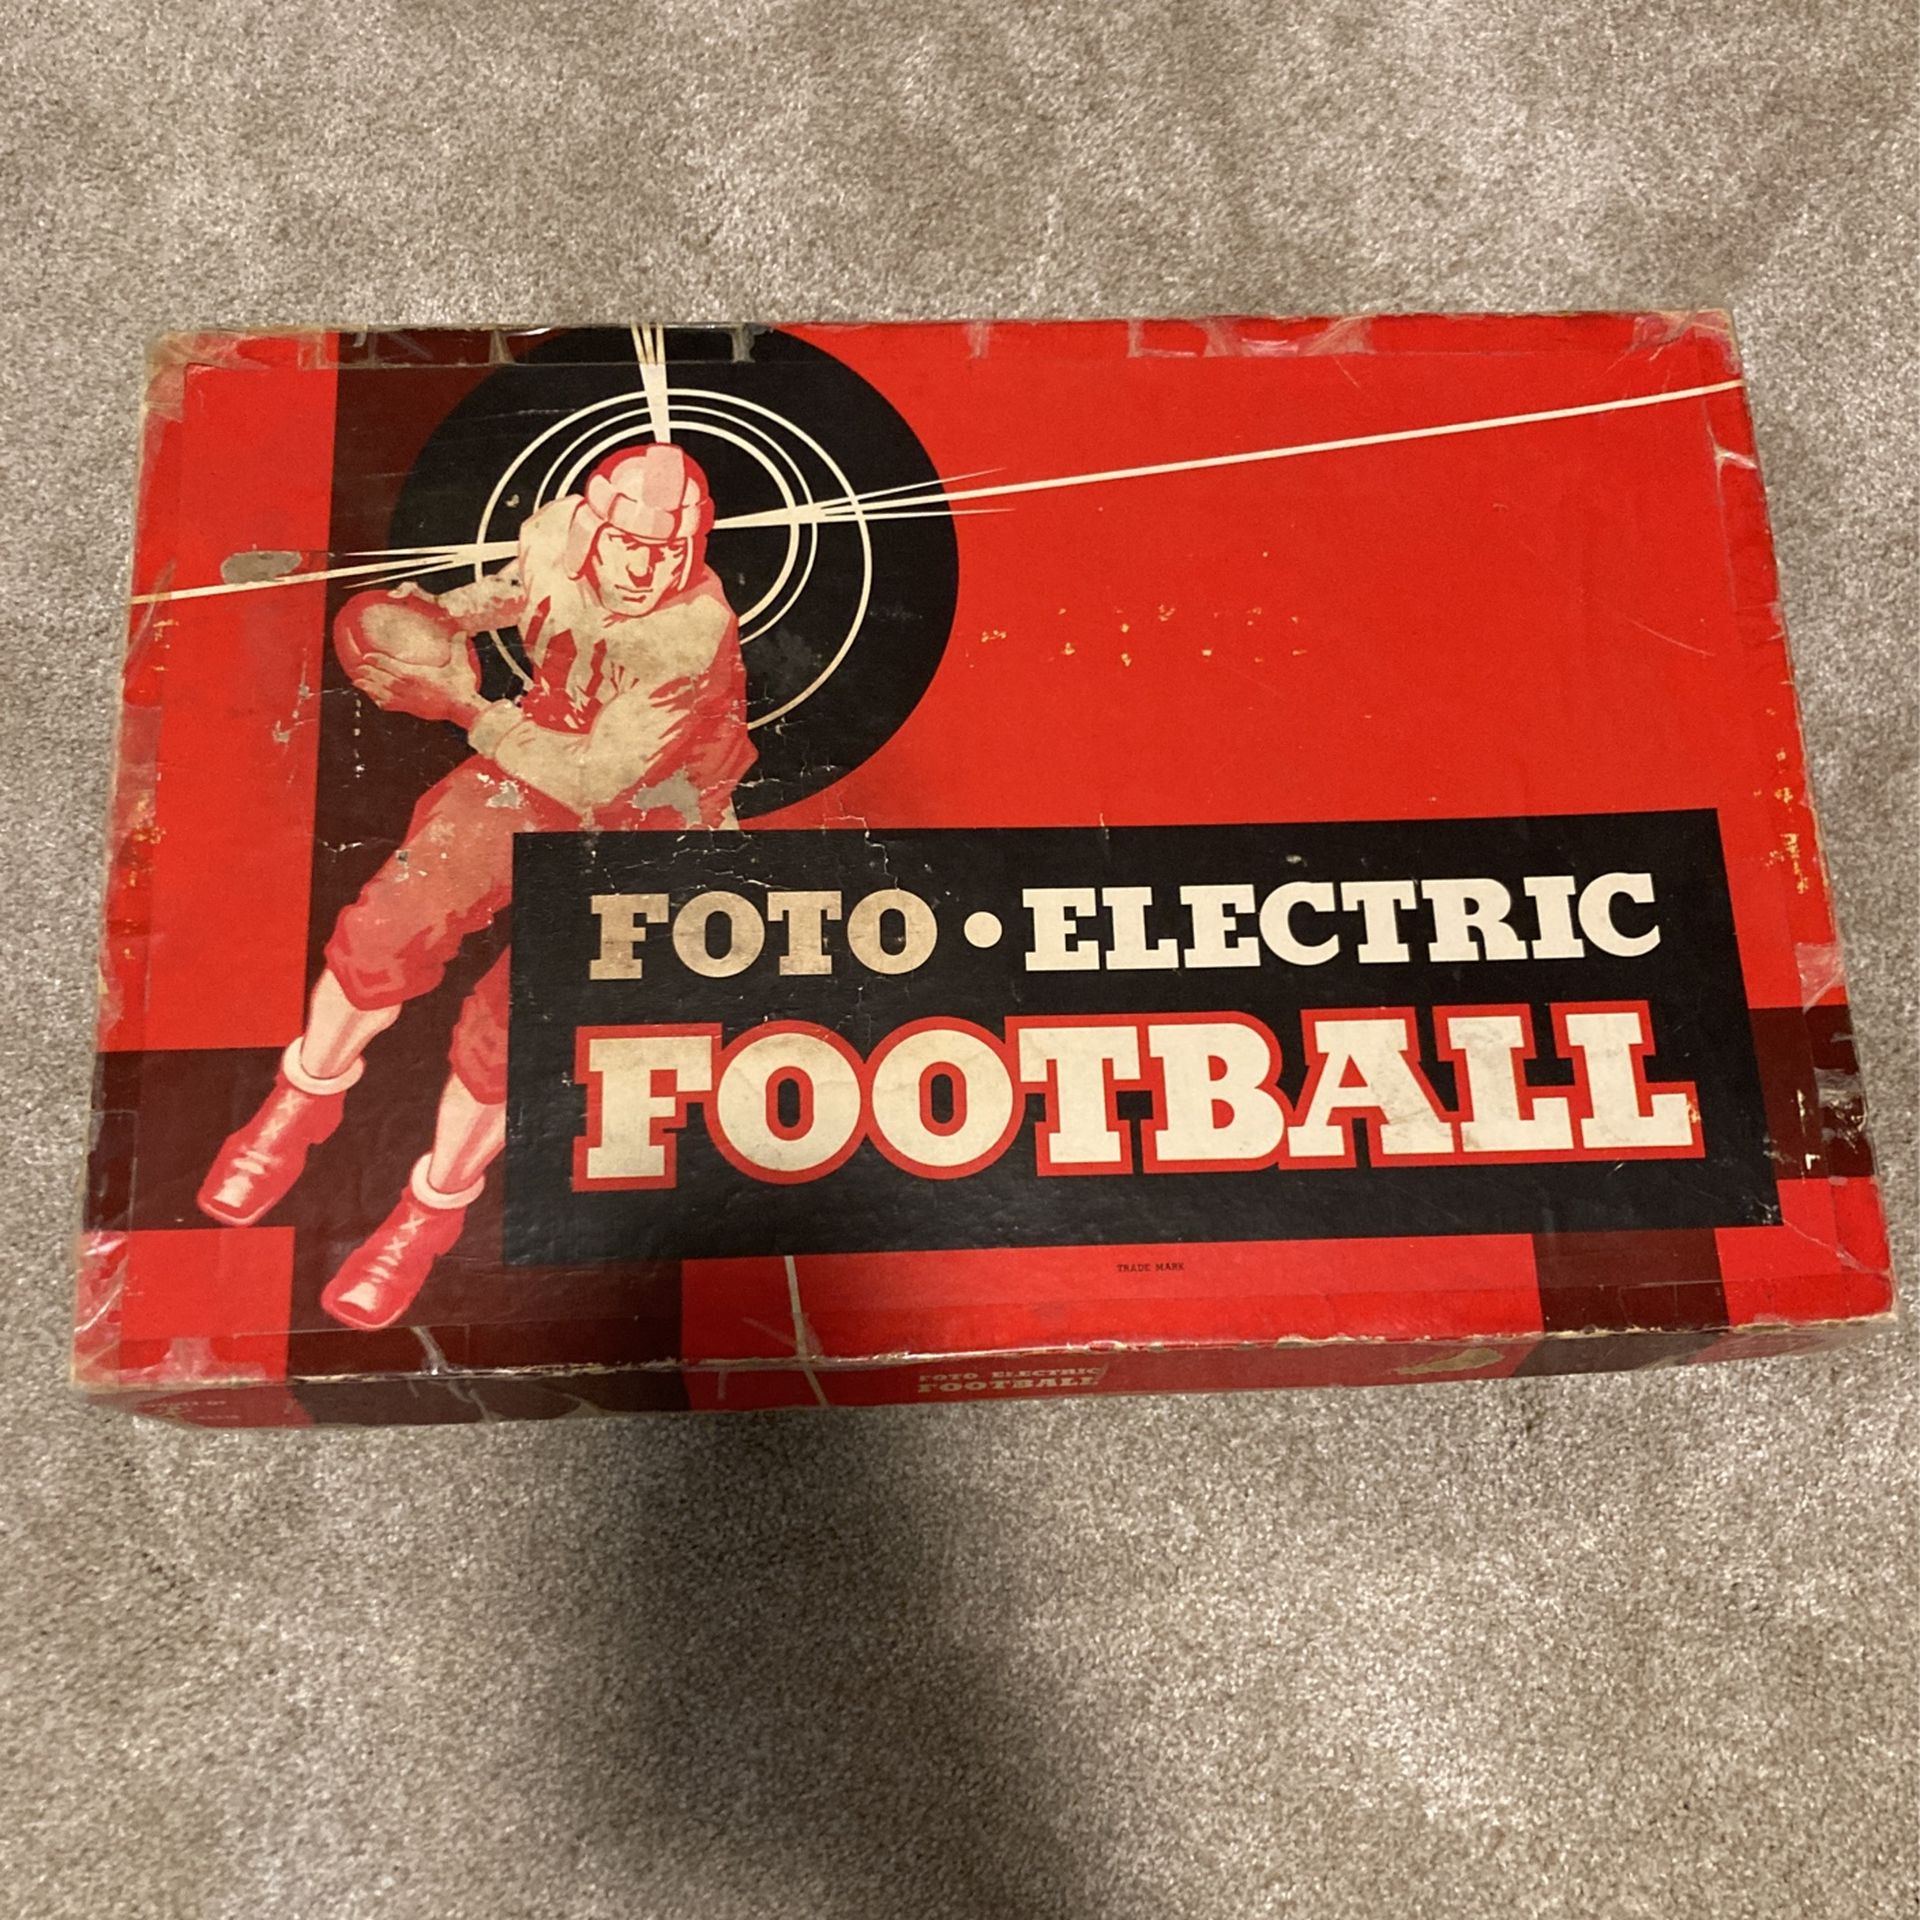 FOTO • ELECTRIC
FOOTBALL
TRADE MARK
FOTO ELECTRIC
FOOTBALL